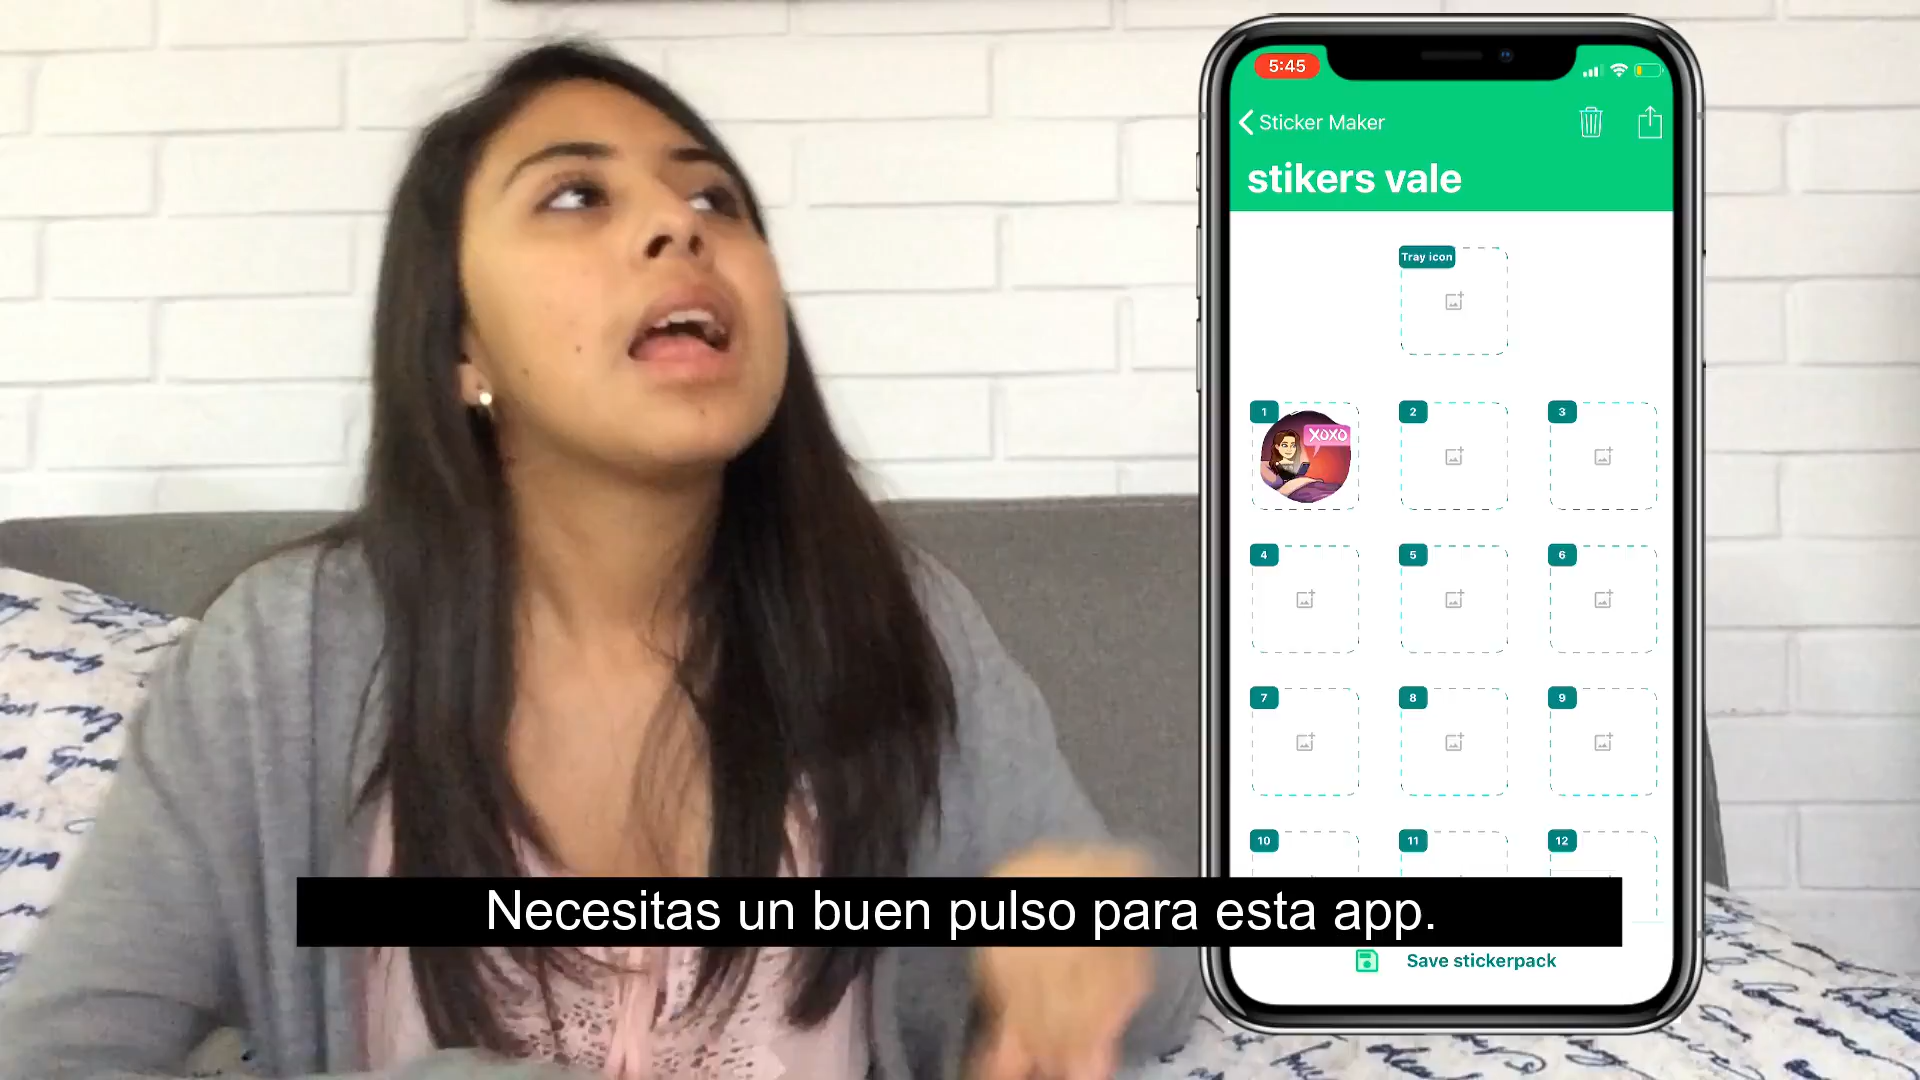 5:45
Sticker Maker
stikers vale
Tray icon
1
XOXO
2
3
4
5
6
7
8
9
10
11
12
Necesitas un buen pulso para esta app.
Save stickerpack